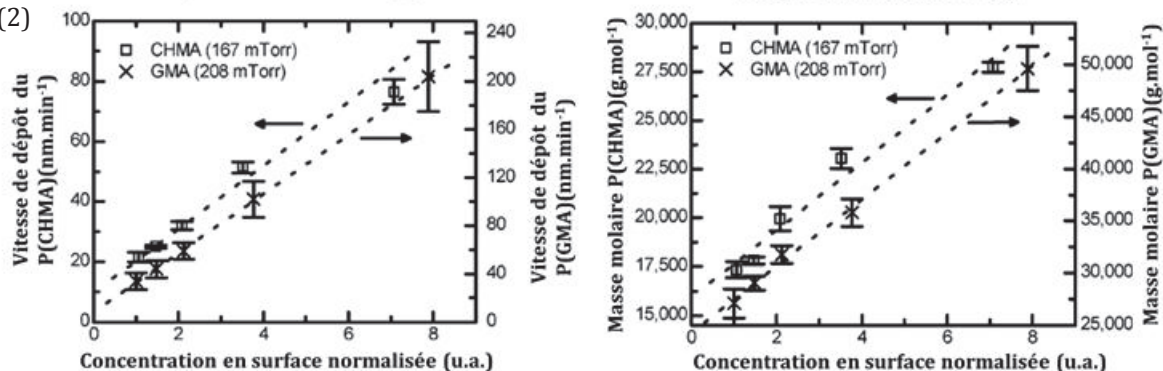 (2)
Vitesse de dépôt du
P(CHMA)(nm.min⁻¹)
100
80
60
40
20
0
CHMA (167 mTorr)
GMA (208 mTorr)
240
200
160
120
80
40
0
Vitesse de dépôt du
P(GMA)(nm.min⁻¹)
0 2 4 6 8
Concentration en surface normalisée (u.a.)
Masse molaire P(CHMA)(g.mol⁻¹)
30,000
27,500
25,000
22,500
20,000
17,500
15,000
CHMA (167 mTorr)
GMA (208 mTorr)
50,000
45,000
40,000
35,000
30,000
25,000
Masse molaire P(GMA)(g.mol⁻¹)
0 2 4 6 8
Concentration en surface normalisée (u.a.)